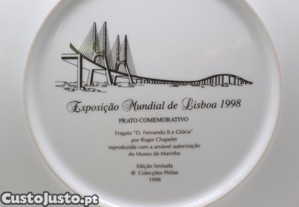 Exposição Mundial de Lisboa 1998
PRATO COMEMORATIVO
Fragata "D. Fernando II e Glória"
por Roger Chapelet
reproduzida com a amável autorização
do Museu de Marinha
Edição limitada
© Colecções Philae
1998
CustoJusto.pt